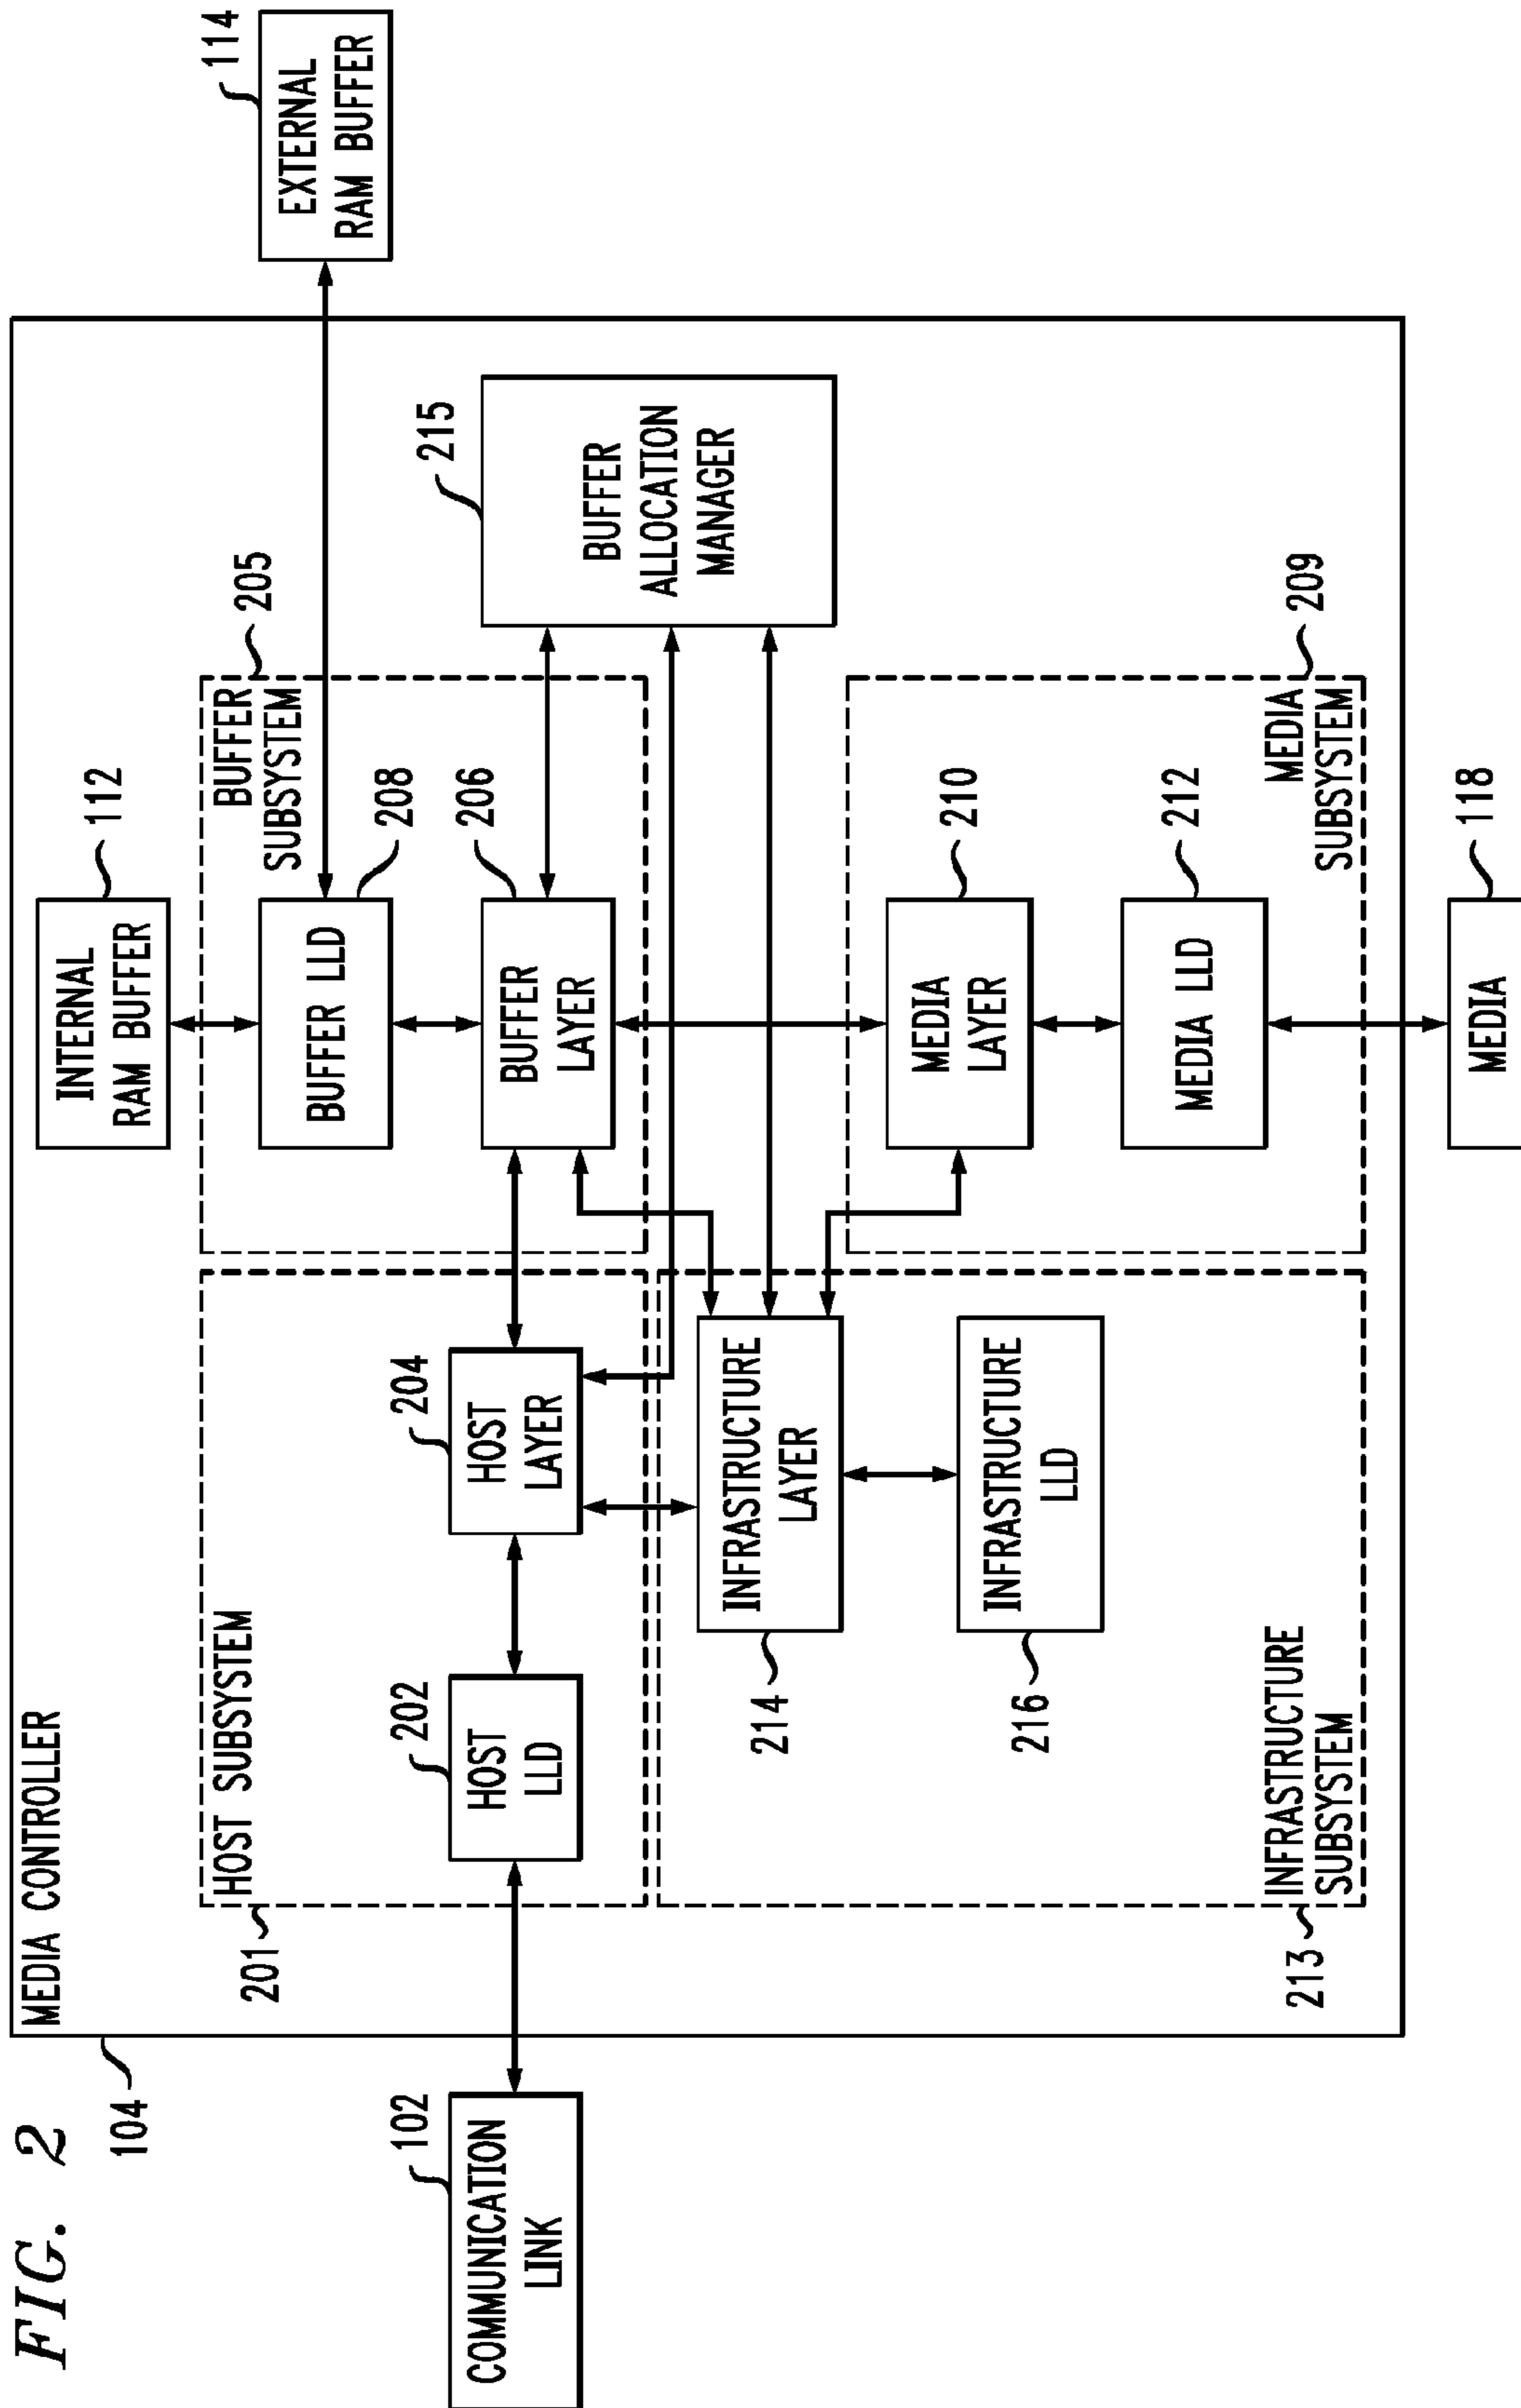 FIG. 2
MEDIA CONTROLLER
104
COMMUNICATION
LINK
102
HOST SUBSYSTEM
201
HOST
LLD
202
HOST
LAYER
204
INTERNAL
RAM BUFFER
112
BUFFER
SUBSYSTEM
205
BUFFER LLD
208
BUFFER
LAYER
206
EXTERNAL
RAM BUFFER
114
BUFFER
ALLOCATION
MANAGER
215
INFRASTRUCTURE
LAYER
214
INFRASTRUCTURE
LLD
216
INFRASTRUCTURE
SUBSYSTEM
213
MEDIA
LAYER
210
MEDIA LLD
212
MEDIA
SUBSYSTEM
209
MEDIA
118